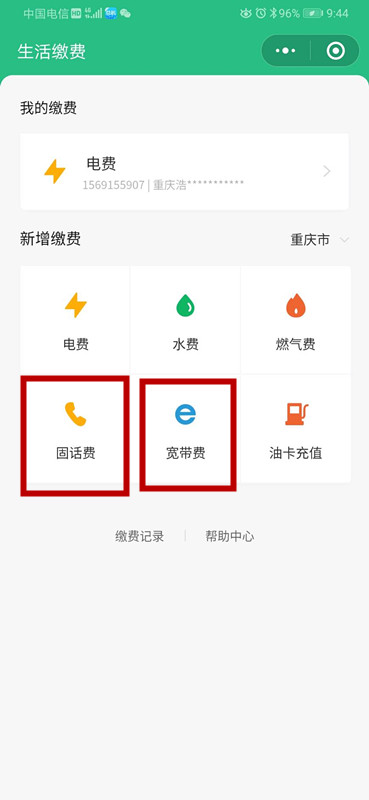 中国电信 HD 96% 9:44
生活缴费
我的缴费
电费
1569155907 | 重庆浩***********
新增缴费 重庆市
电费 水费 燃气费
固话费 宽带费 油卡充值
缴费记录 | 帮助中心